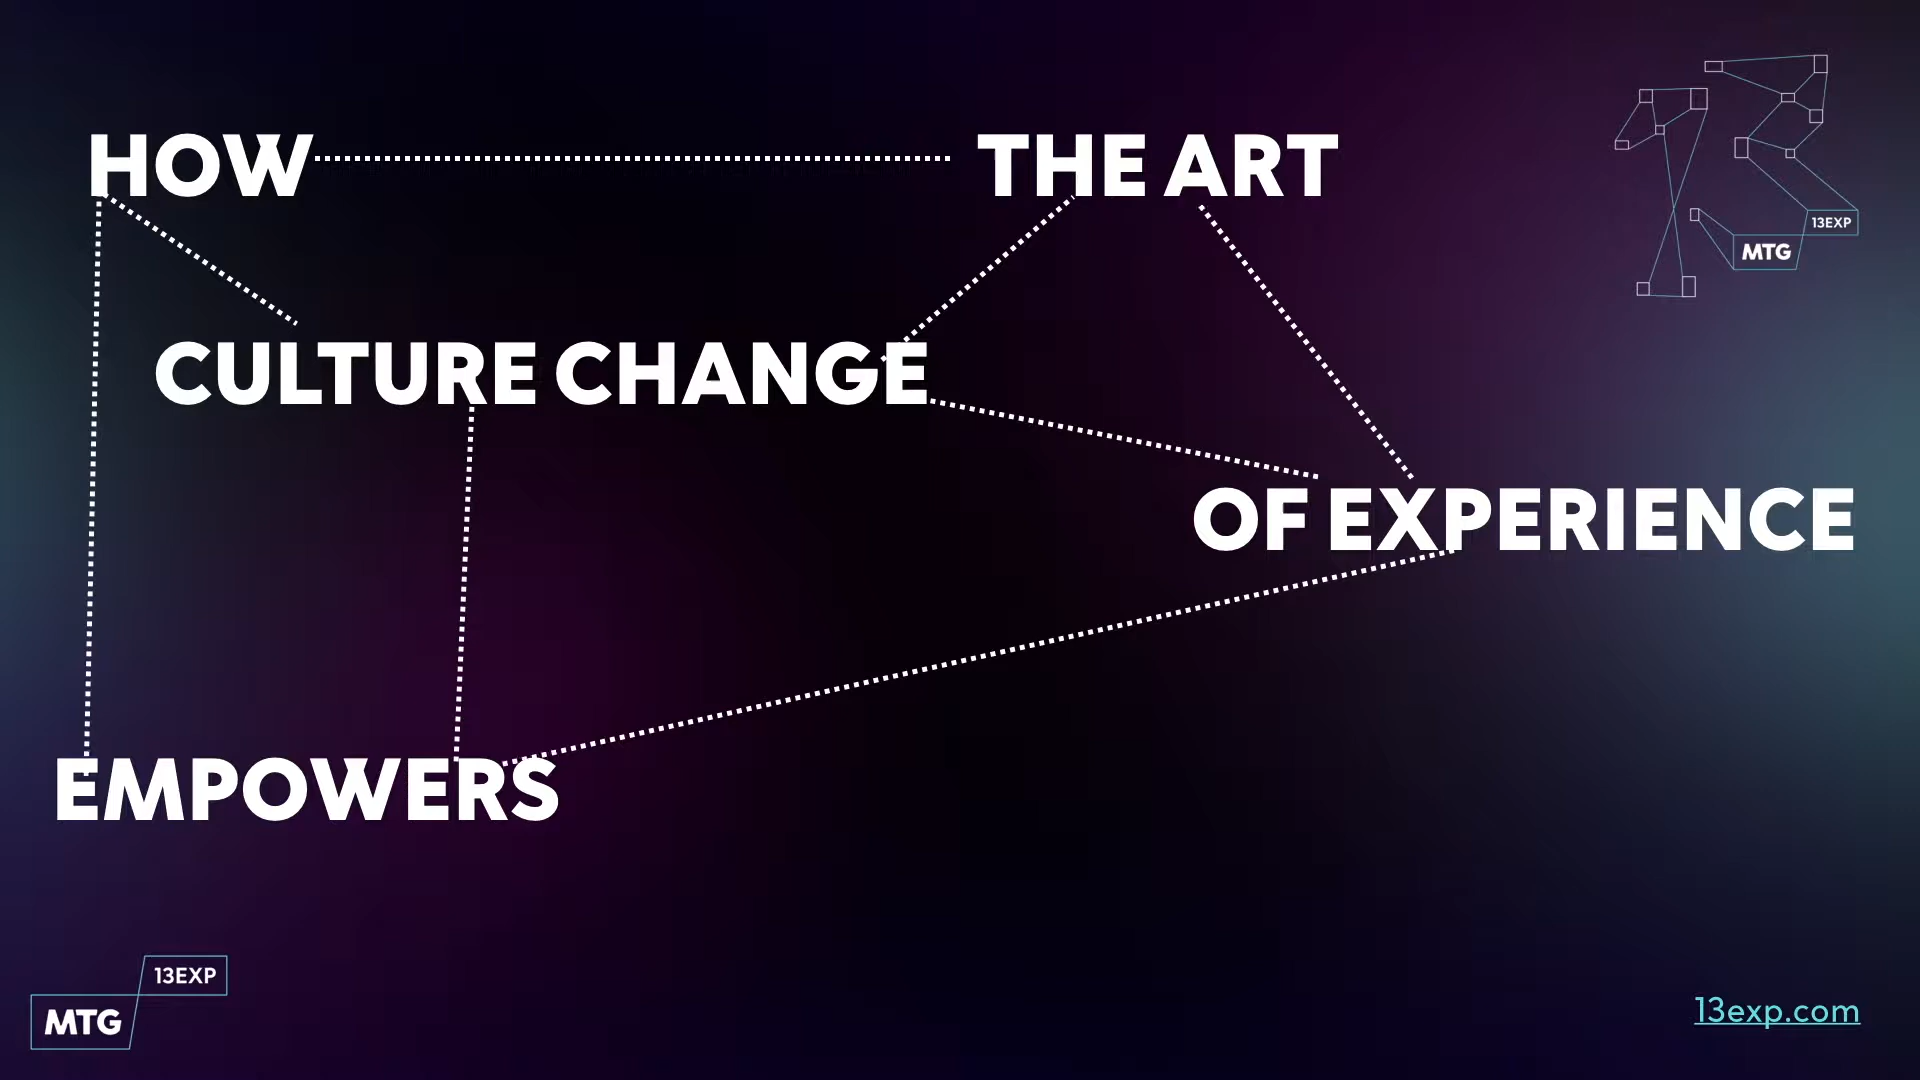 HOW
THE ART
13EXP
MTG
CULTURE CHANGE
OF EXPERIENCE
EMPOWERS
13EXP
MTG
13exp.com